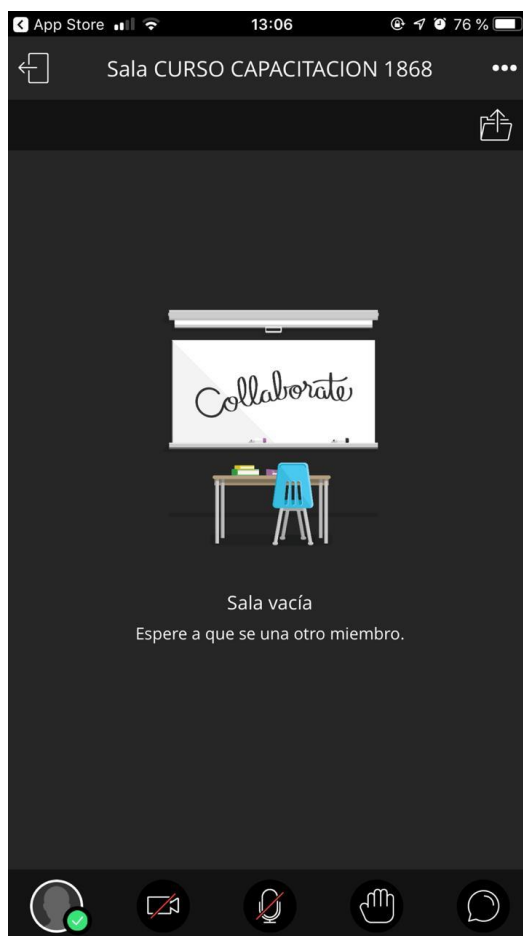 App Store 13:06 76 %
Sala CURSO CAPACITACION 1868
Collaborate
Sala vacía
Espere a que se una otro miembro.